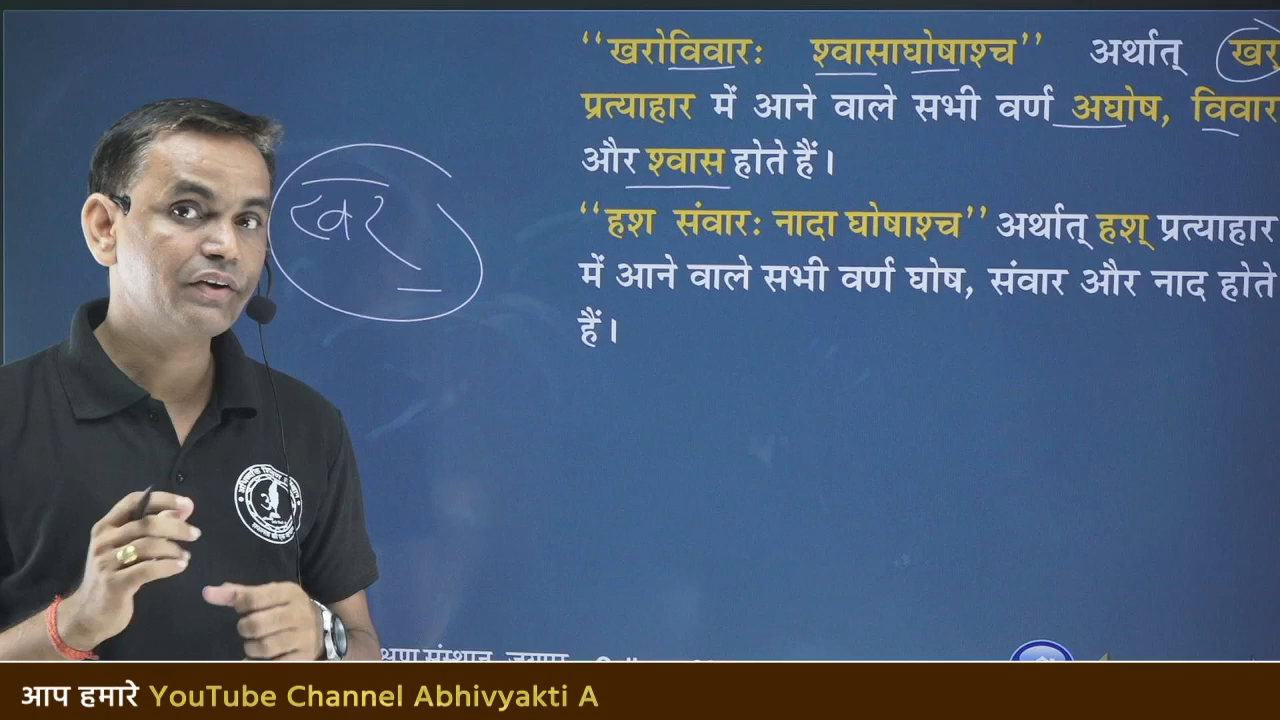 “खरोविवारः श्वासाघोषाश्च” अर्थात् खर्
प्रत्याहार में आने वाले सभी वर्ण अघोष, विवार
और श्वास होते हैं।
“हश संवारः नादा घोषाश्च” अर्थात् हश् प्रत्याहार
में आने वाले सभी वर्ण घोष, संवार और नाद होते
हैं।
खर्
आप हमारे YouTube Channel Abhivyakti A